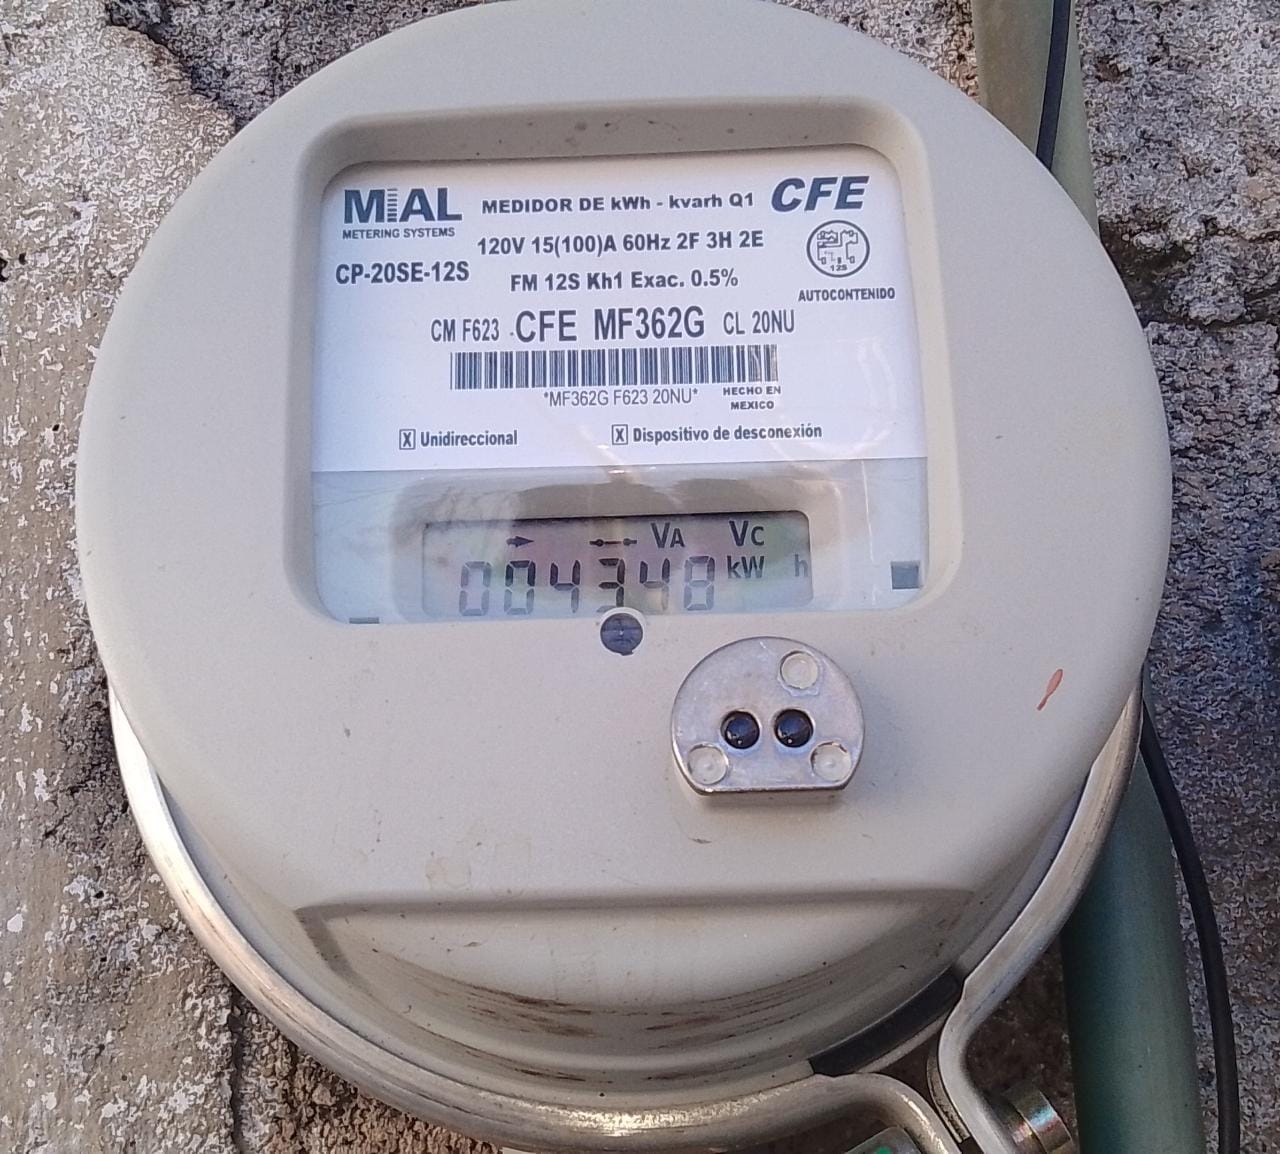 MIAL
METERING SYSTEMS
MEDIDOR DE kWh - kvarh Q1
CFE
120V 15(100)A 60Hz 2F 3H 2E
CP-20SE-12S
FM 12S Kh1 Exac. 0.5%
12S
AUTOCONTENIDO
CM F623 CFE MF362G CL 20NU
*MF362G F623 20NU*
HECHO EN
MEXICO
X Unidireccional
X Dispositivo de desconexión
VA VC
004348 kW h